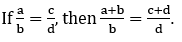 If a/b = c/d, then (a+b)/b = (c+d)/d.